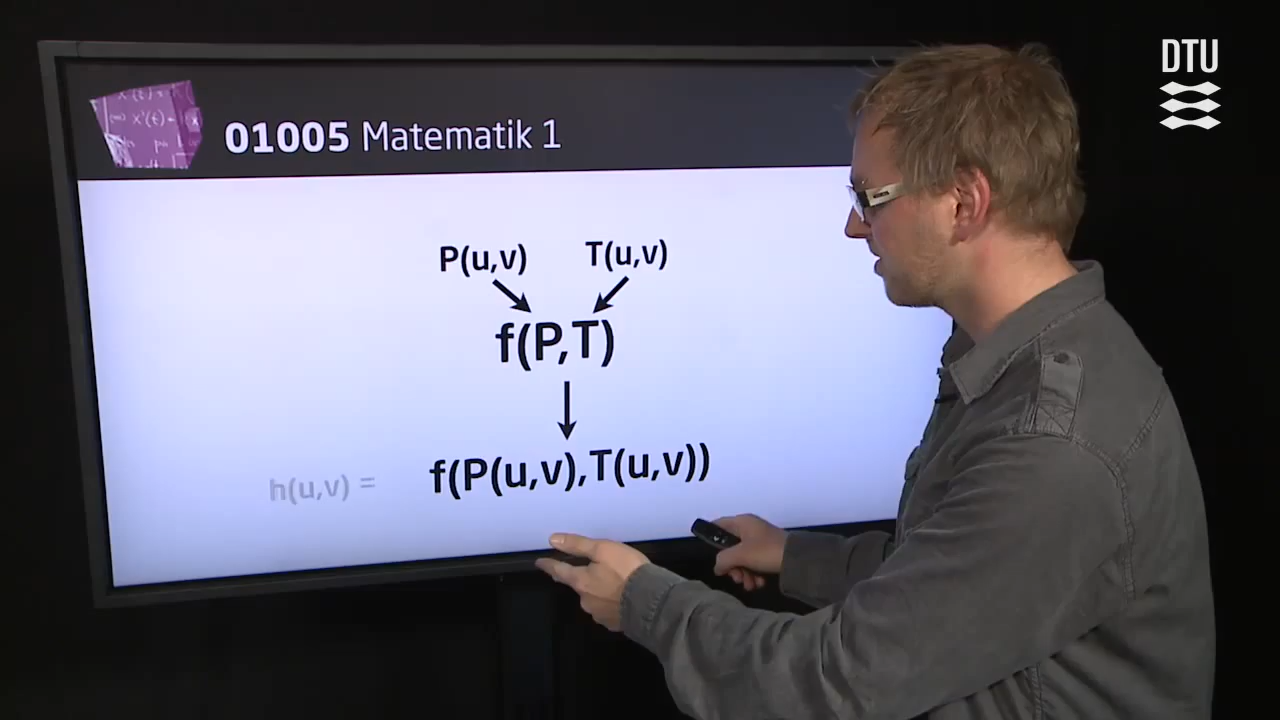 DTU
01005 Matematik 1
P(u,v) T(u,v)
f(P,T)
h(u,v) = f(P(u,v),T(u,v))